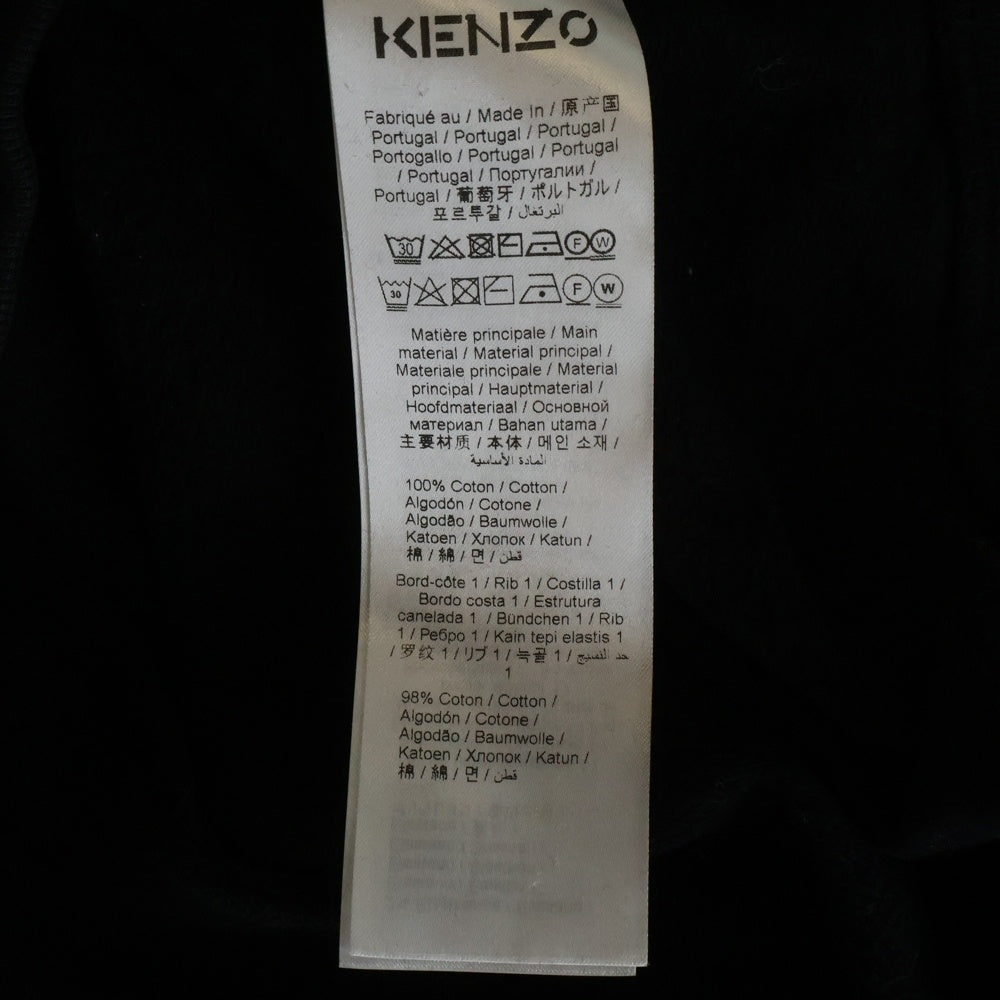 KENZO
Fabriqué au / Made In / 原产国
Portugal / Portugal / Portugal /
Portogallo / Portugal / Portugal
/ Portugal / Португалии /
Portugal / 葡萄牙 / ポルトガル /
포르투갈 / البرتغال
30 F W
30 F W
Matière principale / Main
material / Material principal /
Materiale principale / Material
principal / Hauptmaterial /
Hoofdmateriaal / Основной
материал / Bahan utama /
主要材质 / 本体 / 메인 소재 /
المادة الأساسية
100% Coton / Cotton /
Algodón / Cotone /
Algodão / Baumwolle /
Katoen / Хлопок / Katun /
棉 / 綿 / 면 / قطن
Bord-côte 1 / Rib 1 / Costilla 1 /
Bordo costa 1 / Estrutura
canelada 1 / Bündchen 1 / Rib
1 / Ребро 1 / Kain tepi elastis 1
/ 罗纹 1 / リブ 1 / 늑골 1 / حد النسيج
1
98% Coton / Cotton /
Algodón / Cotone /
Algodão / Baumwolle /
Katoen / Хлопок / Katun /
棉 / 綿 / 면 / قطن